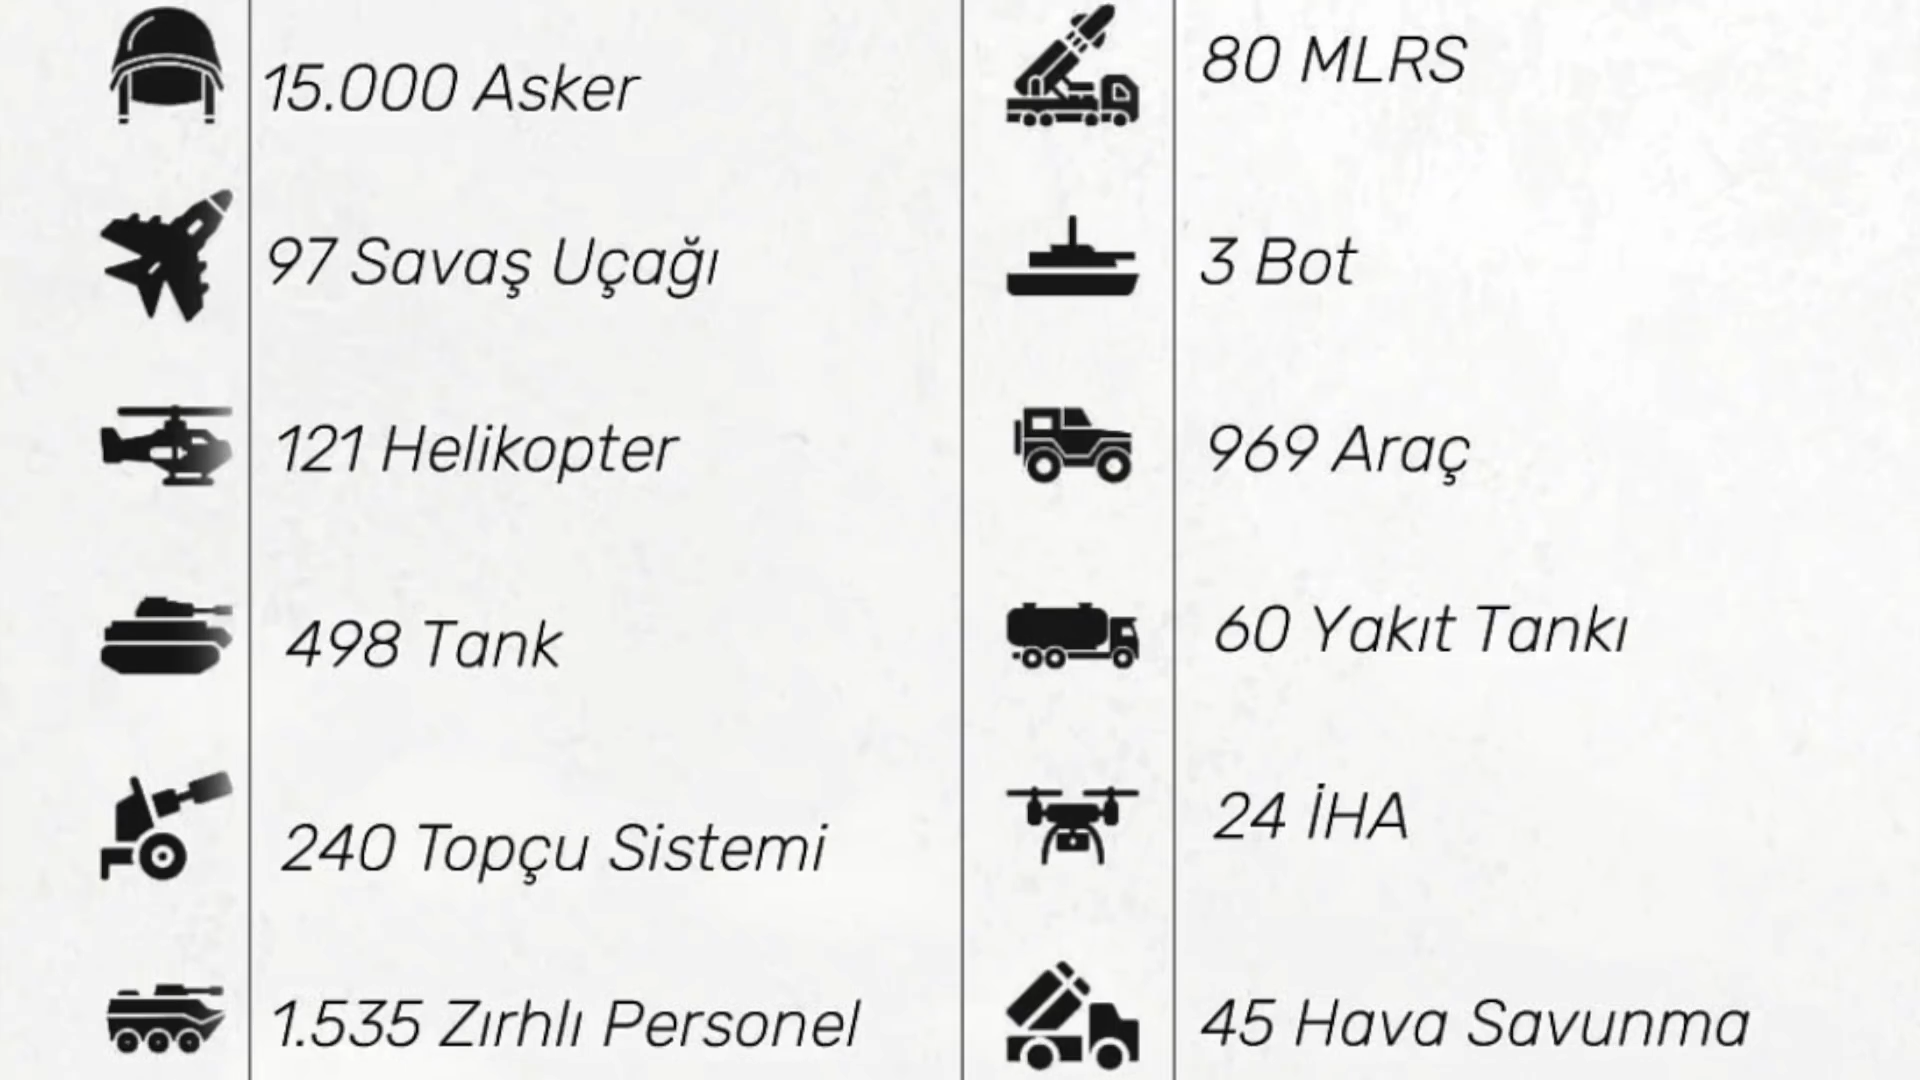 15.000 Asker
97 Savaş Uçağı
121 Helikopter
498 Tank
240 Topçu Sistemi
1.535 Zırhlı Personel
80 MLRS
3 Bot
969 Araç
60 Yakıt Tankı
24 İHA
45 Hava Savunma